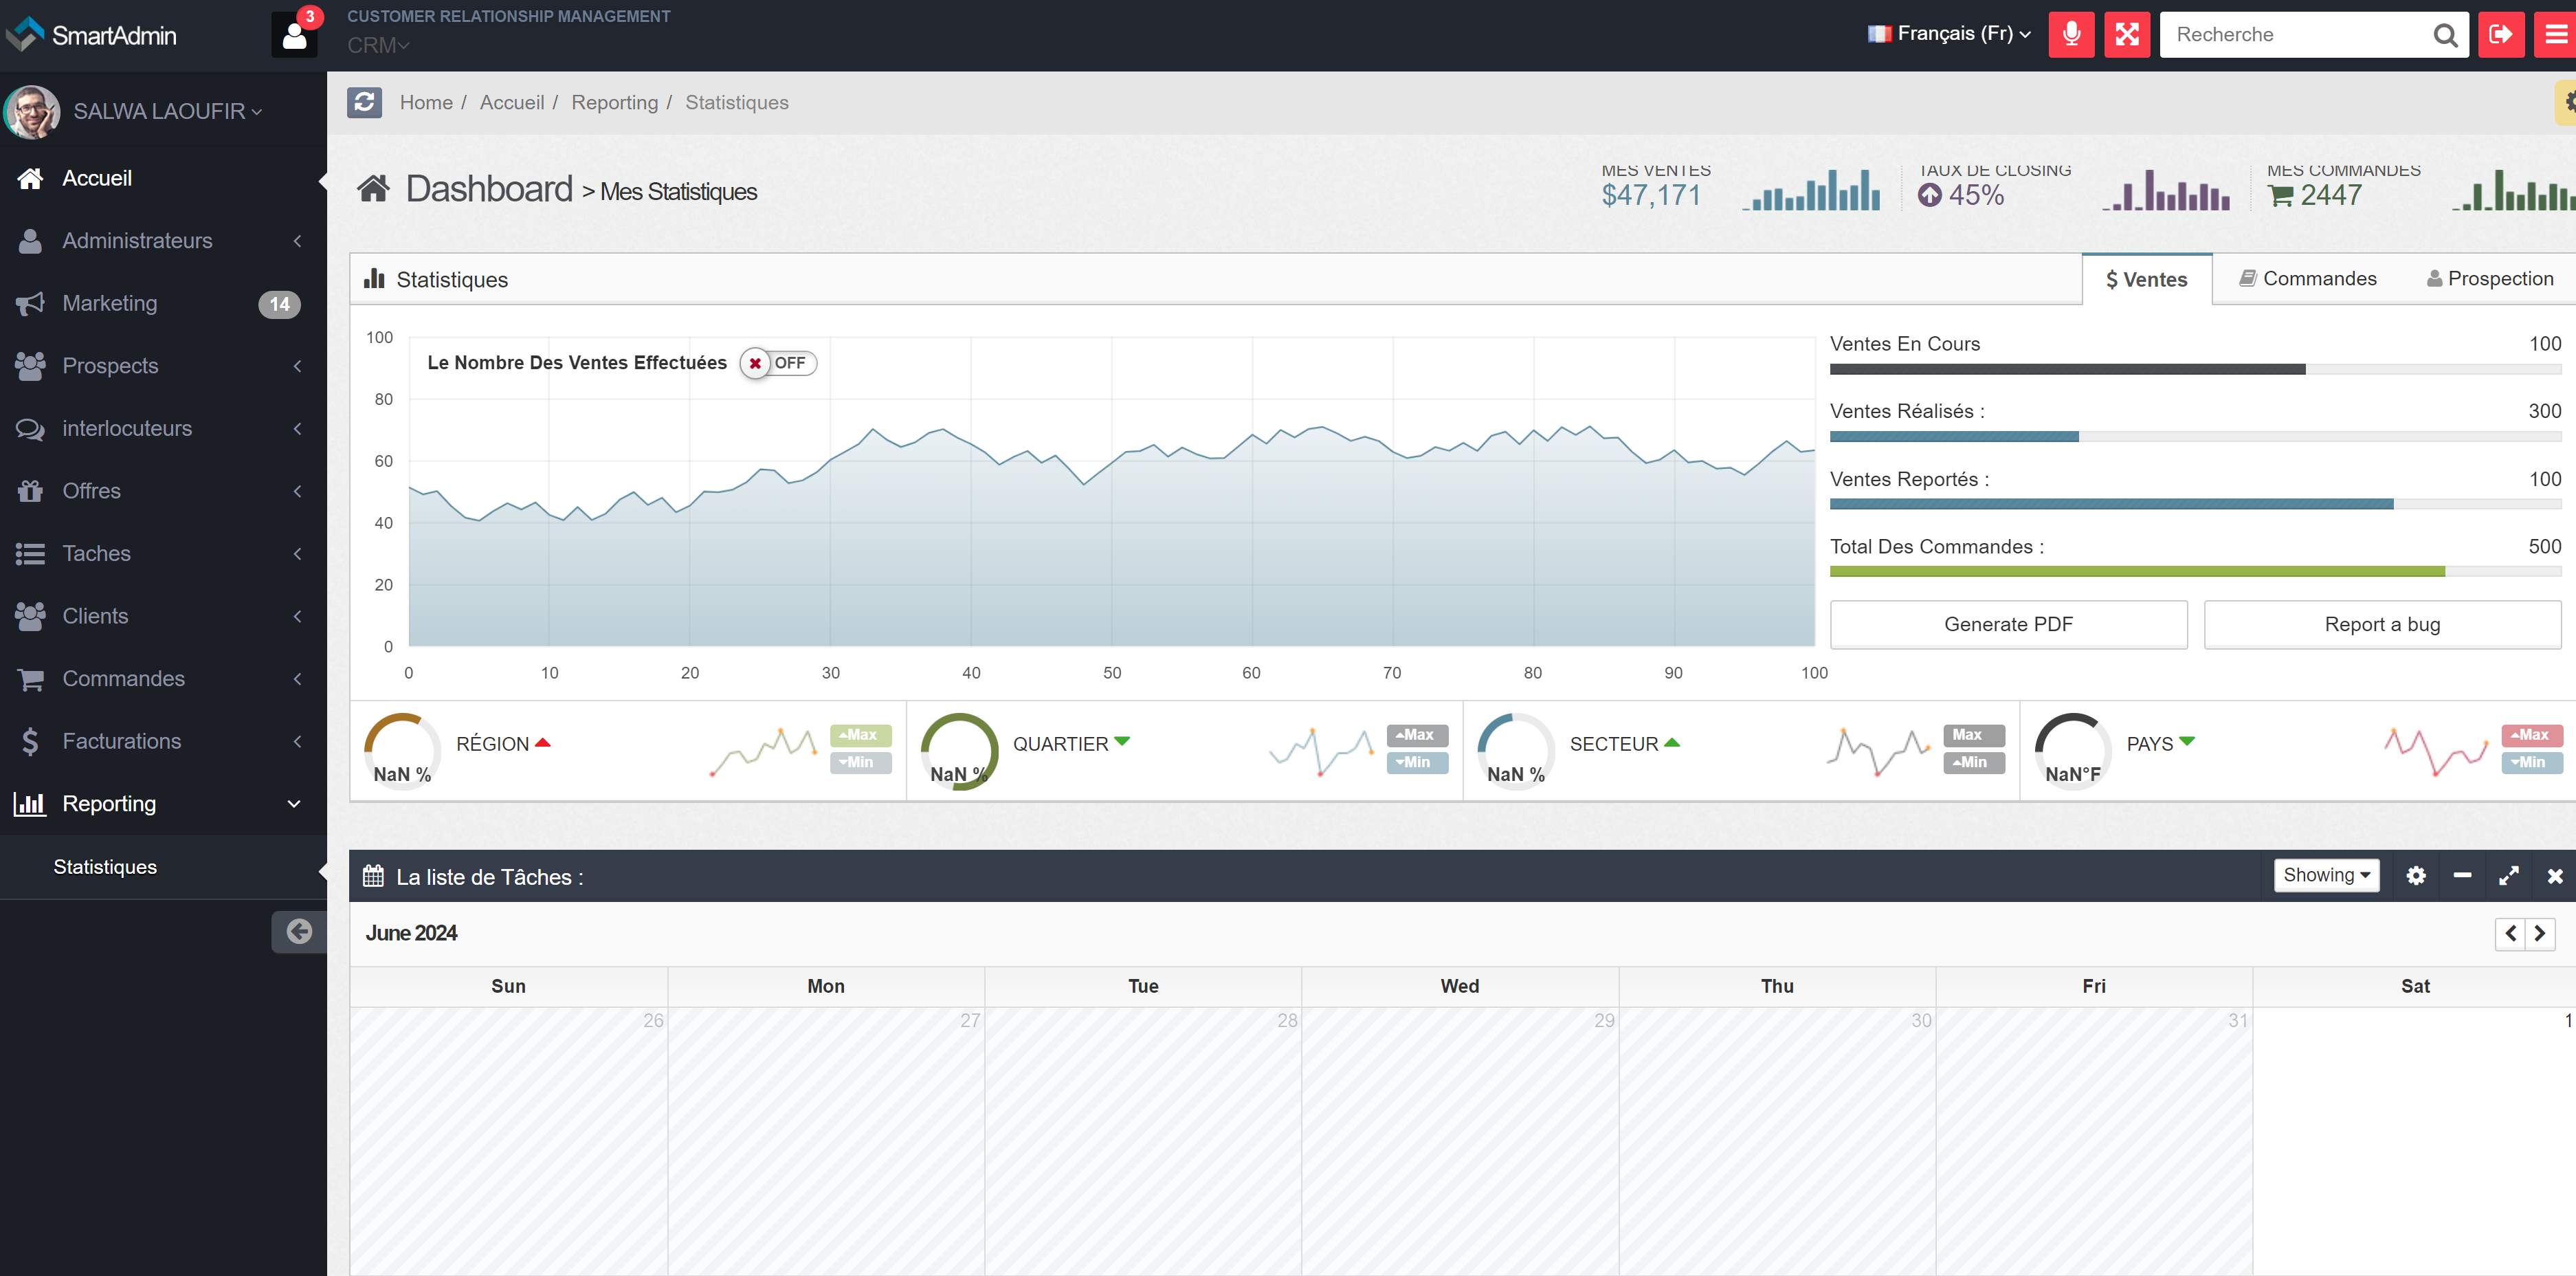 SmartAdmin
3
CUSTOMER RELATIONSHIP MANAGEMENT
CRM
Français (Fr)
Recherche
SALWA LAOUFIR
Accueil
Administrateurs
Marketing 14
Prospects
interlocuteurs
Offres
Taches
Clients
Commandes
Facturations
Reporting
Statistiques
Home / Accueil / Reporting / Statistiques
Dashboard > Mes Statistiques
MES VENTES
$47,171
TAUX DE CLOSING
45%
MES COMMANDES
2447
Statistiques
$ Ventes
Commandes
Prospection
Le Nombre Des Ventes Effectuées
OFF
100
80
60
40
20
0
0 10 20 30 40 50 60 70 80 90 100
Ventes En Cours 100
Ventes Réalisés : 300
Ventes Reportés : 100
Total Des Commandes : 500
Generate PDF
Report a bug
NaN %
RÉGION
Max
Min
NaN %
QUARTIER
Max
Min
NaN %
SECTEUR
Max
Min
NaN°F
PAYS
Max
Min
La liste de Tâches :
Showing
June 2024
Sun Mon Tue Wed Thu Fri Sat
26 27 28 29 30 31 1